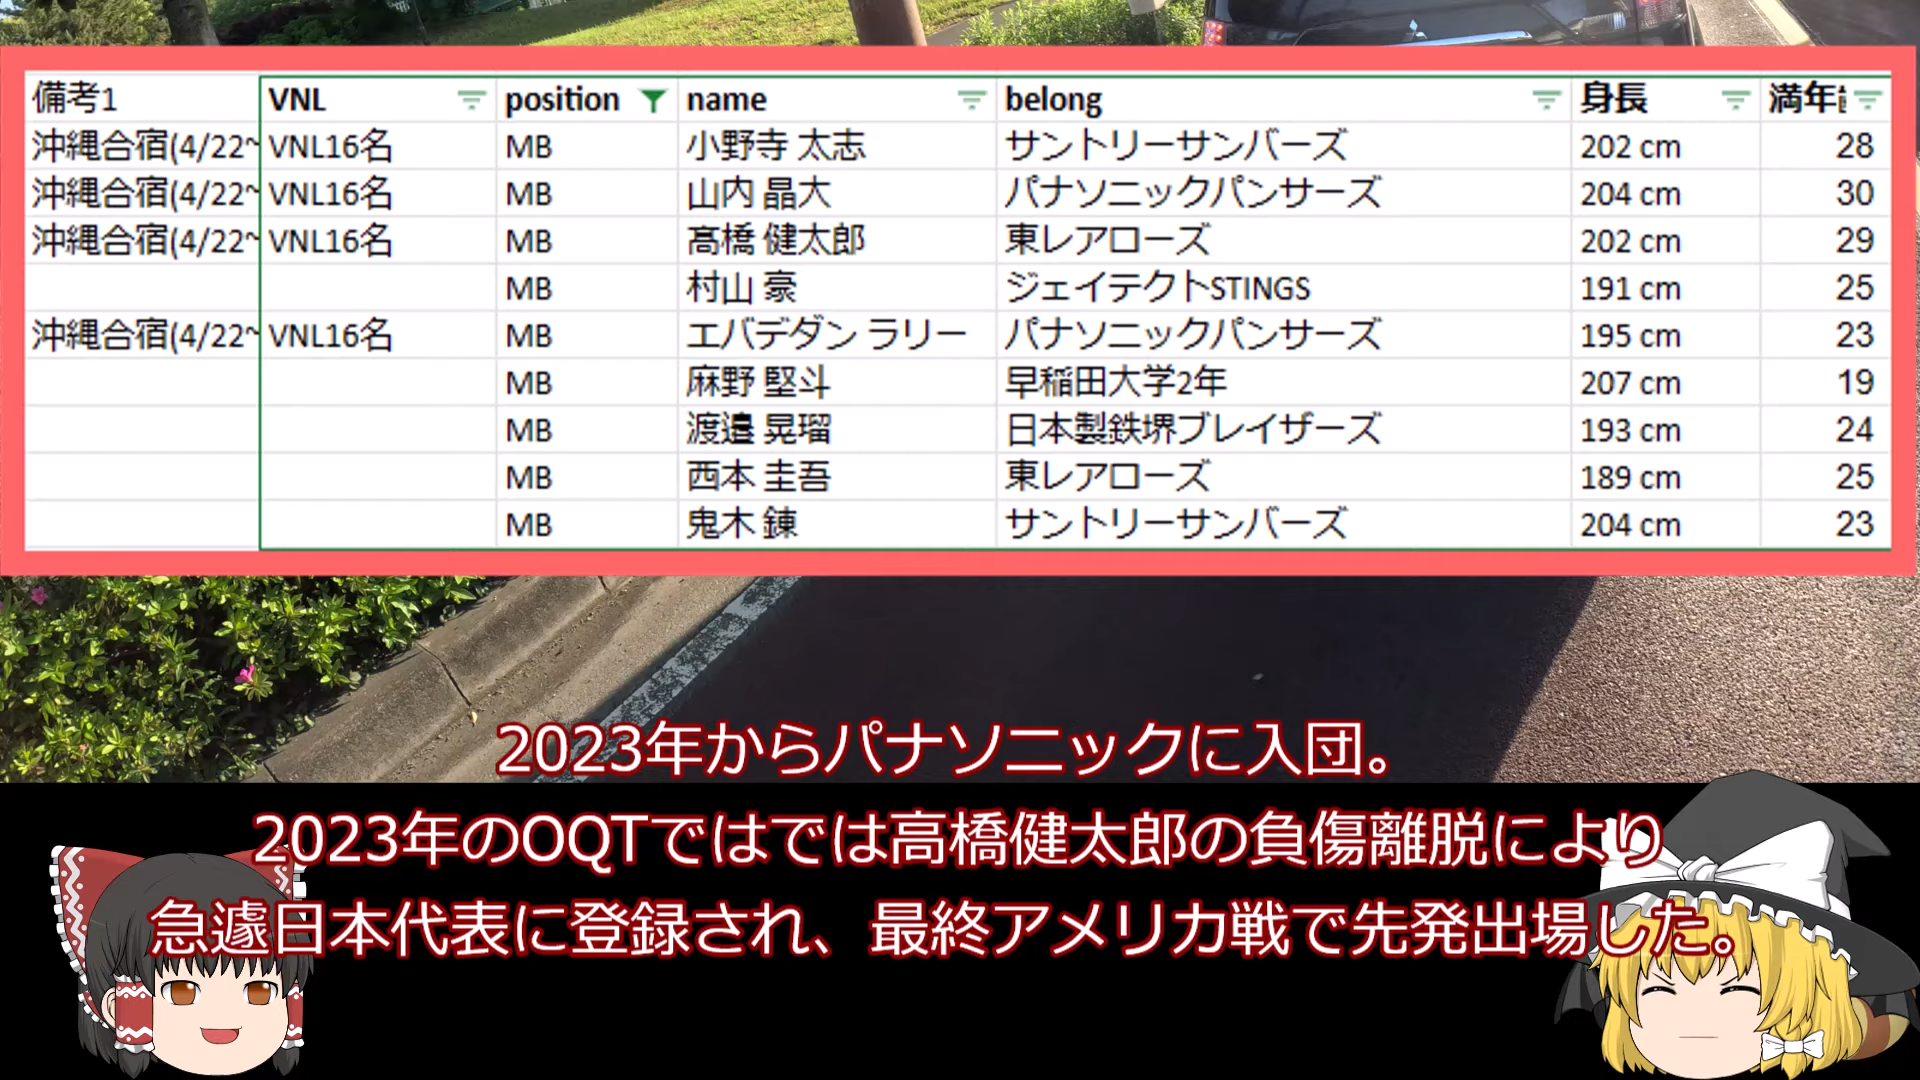 備考1 VNL position name belong 身長 満年
沖縄合宿(4/22~ VNL16名 MB 小野寺 太志 サントリーサンバーズ 202 cm 28
沖縄合宿(4/22~ VNL16名 MB 山内 晶大 パナソニックパンサーズ 204 cm 30
沖縄合宿(4/22~ VNL16名 MB 髙橋 健太郎 東レアローズ 202 cm 29
MB 村山 豪 ジェイテクトSTINGS 191 cm 25
沖縄合宿(4/22~ VNL16名 MB エバデダン ラリー パナソニックパンサーズ 195 cm 23
MB 麻野 堅斗 早稲田大学2年 207 cm 19
MB 渡邉 晃瑠 日本製鉄堺ブレイザーズ 193 cm 24
MB 西本 圭吾 東レアローズ 189 cm 25
MB 鬼木 錬 サントリーサンバーズ 204 cm 23
2023年からパナソニックに入団。
2023年のOQTではでは高橋健太郎の負傷離脱により
急遽日本代表に登録され、最終アメリカ戦で先発出場した。